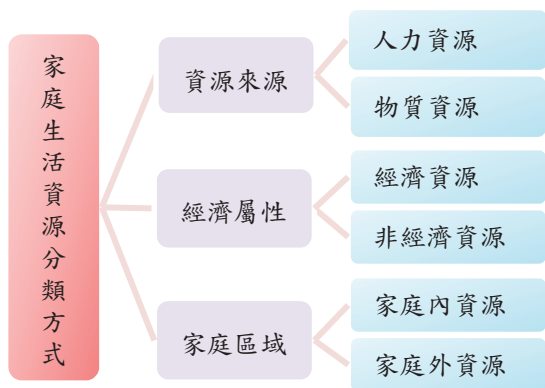 家庭生活資源分類方式
資源來源
人力資源
物質資源
經濟屬性
經濟資源
非經濟資源
家庭區域
家庭內資源
家庭外資源